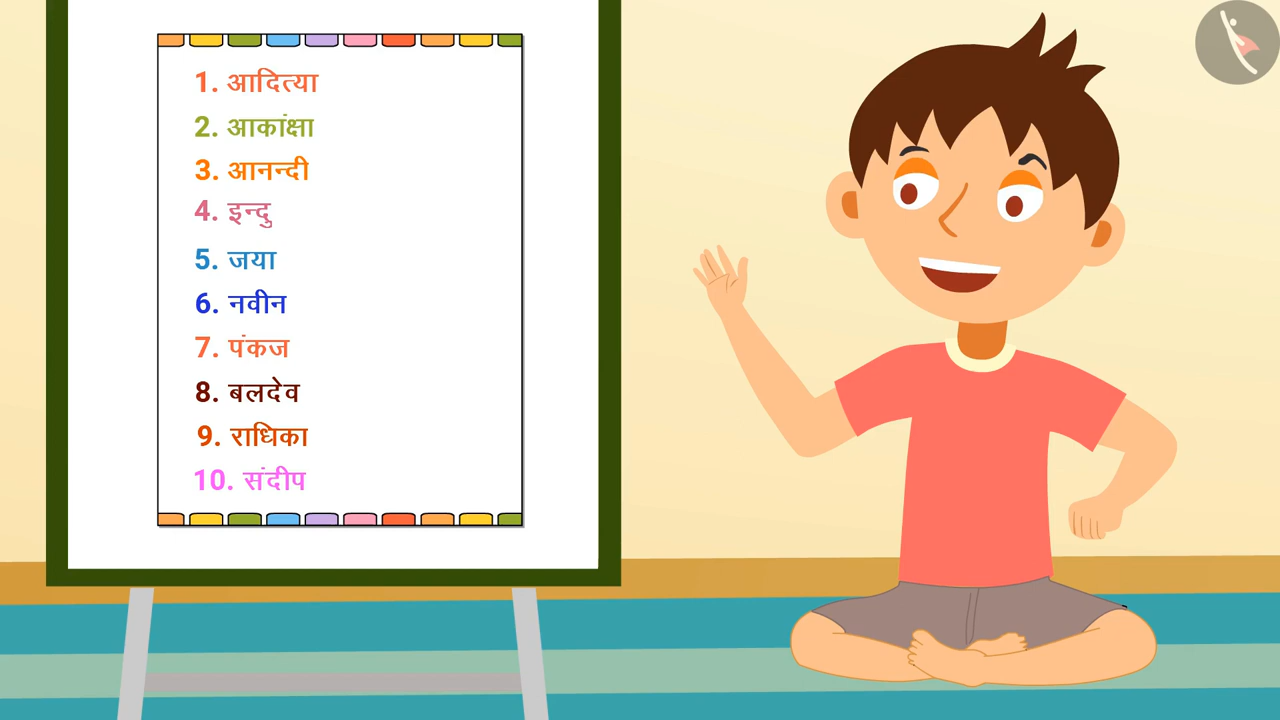 1. आदित्या
2. आकांक्षा
3. आनन्दी
4. इन्दु
5. जया
6. नवीन
7. पंकज
8. बलदेव
9. राधिका
10. संदीप